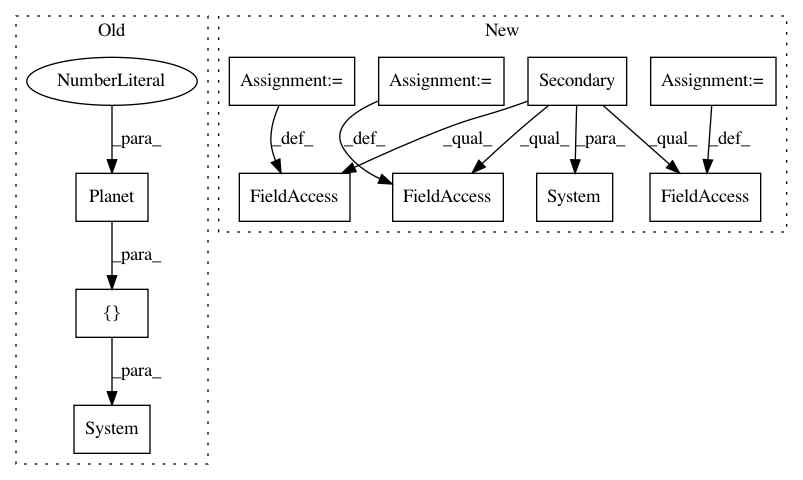 Old
New
NumberLiteral
Assignment:=
Assignment:=
Secondary
Assignment:=
_para_
_def_
_def_
_qual_
_qual_
_para_
_qual_
_def_
Planet
FieldAccess
FieldAccess
System
FieldAccess
_para_
{}
_para_
System